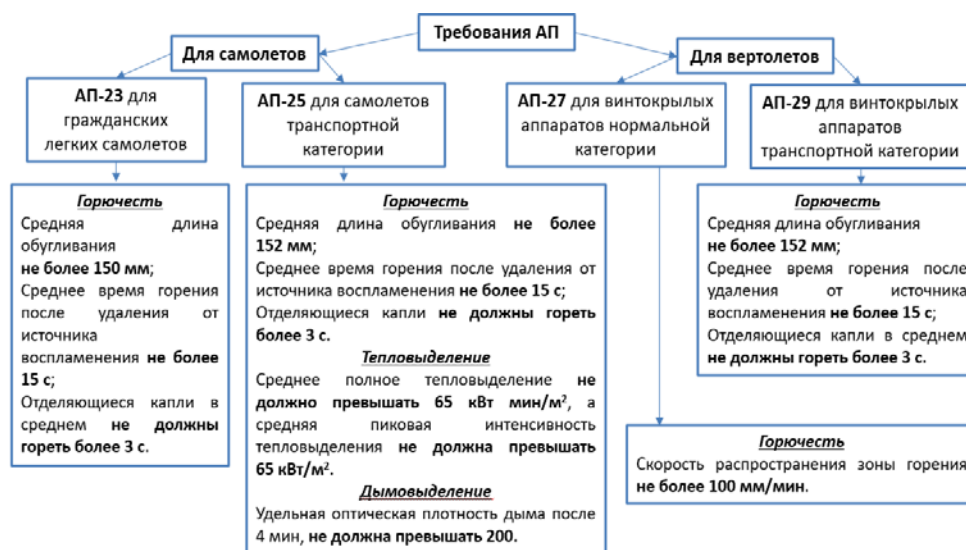 Требования АП
Для самолетов
Для вертолетов
АП-23 для
гражданских
легких самолетов
АП-25 для самолетов
транспортной
категории
АП-27 для винтокрылых
аппаратов нормальной
категории
АП-29 для винтокрылых
аппаратов
транспортной категории
Горючесть
Средняя длина
обугливания
не более 150 мм;
Среднее время горения
после удаления от
источника
воспламенения не более
15 с;
Отделяющиеся капли в
среднем не должны
гореть более 3 с.
Горючесть
Средняя длина обугливания не более
152 мм;
Среднее время горения после удаления от
источника воспламенения не более 15 с;
Отделяющиеся капли не должны гореть
более 3 с.
Тепловыделение
Среднее полное тепловыделение не
должно превышать 65 кВт мин/м², а
средняя пиковая интенсивность
тепловыделения не должна превышать
65 кВт/м².
Дымовыделение
Удельная оптическая плотность дыма после
4 мин, не должна превышать 200.
Горючесть
Скорость распространения зоны горения
не более 100 мм/мин.
Горючесть
Средняя длина обугливания
не более 152 мм;
Среднее время горения после
удаления от источника
воспламенения не более 15 с;
Отделяющиеся капли в среднем
не должны гореть более 3 с.